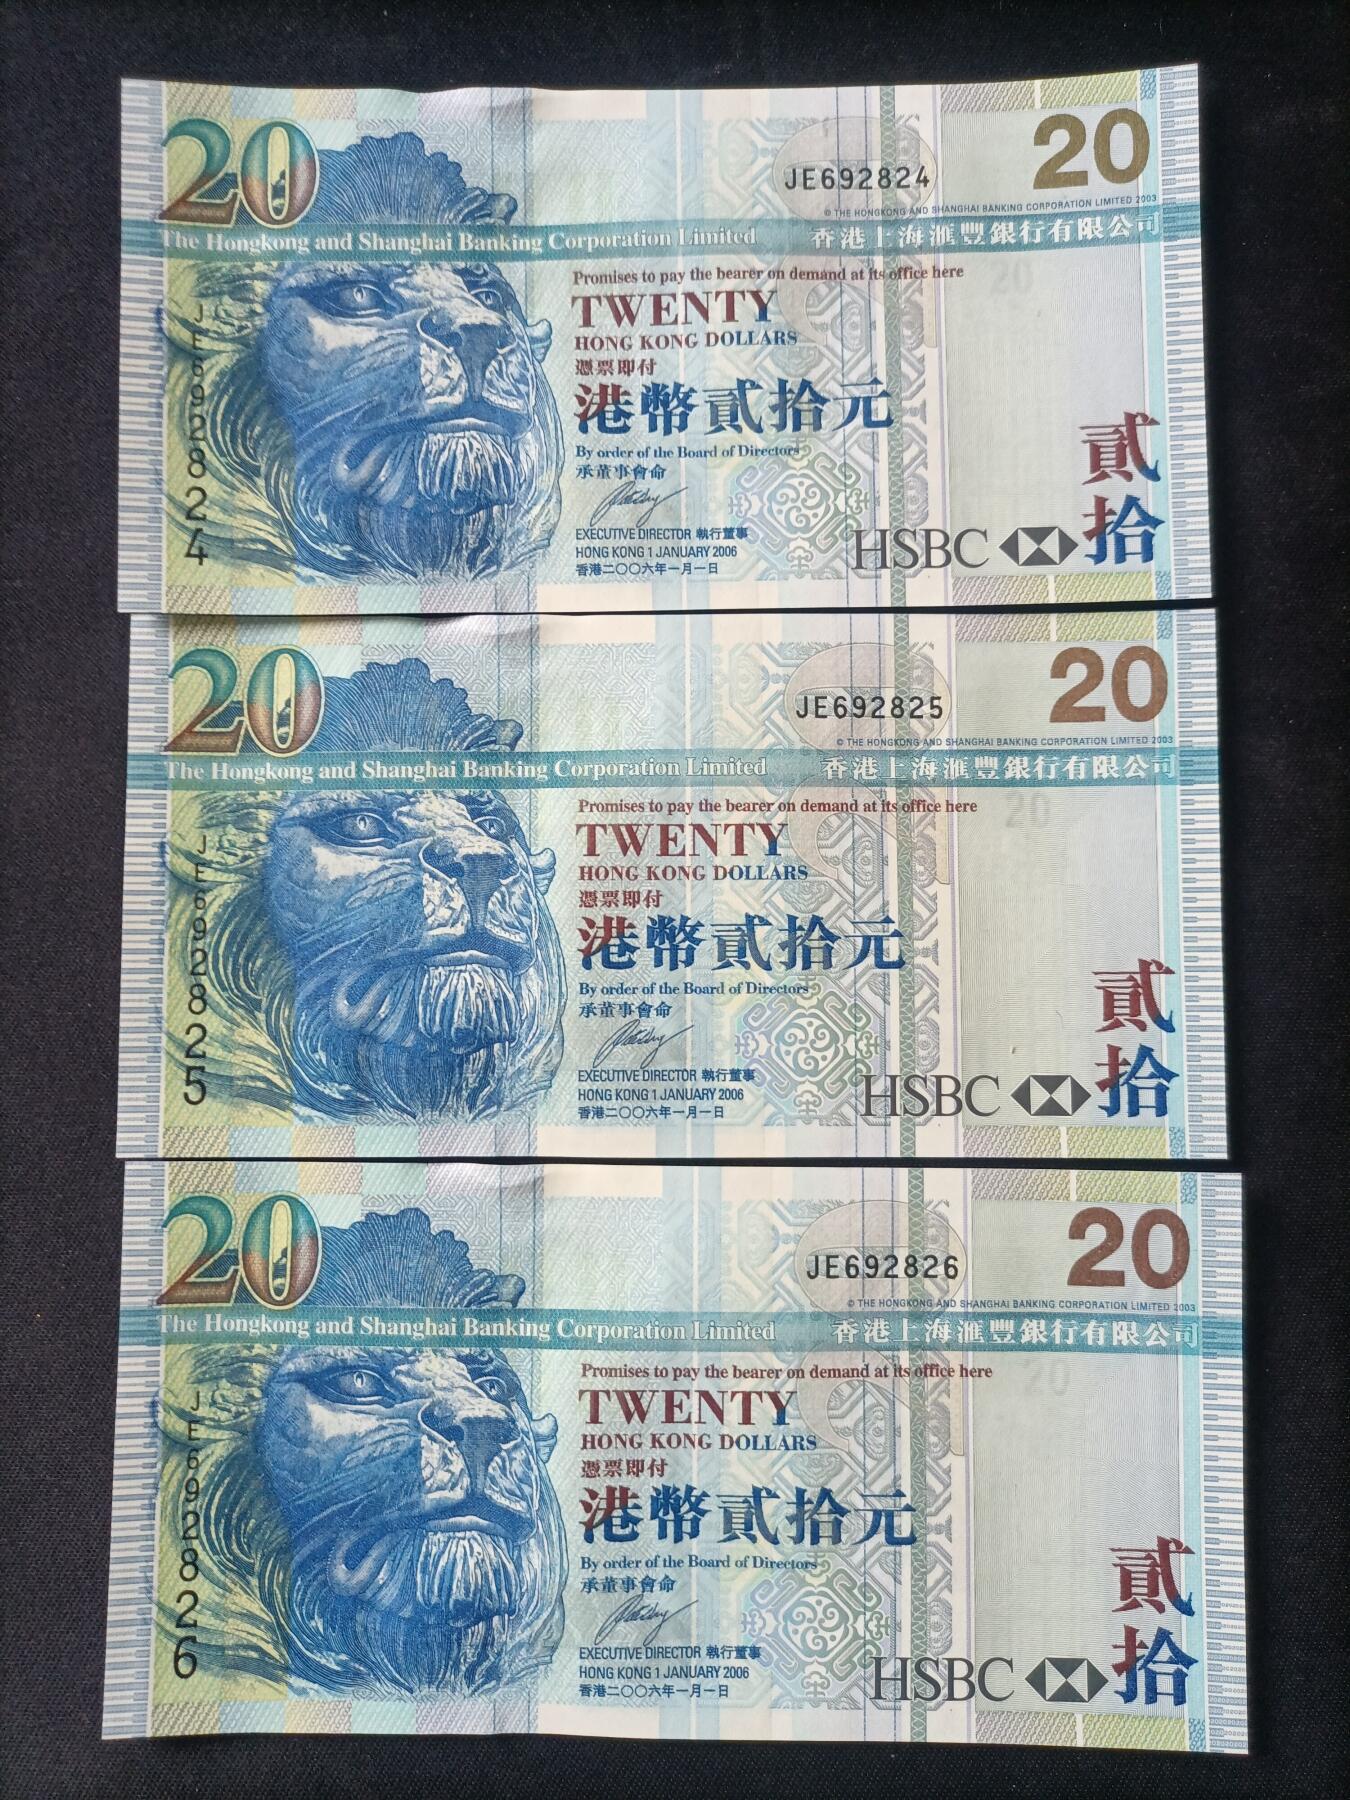 20
JE692824
20
© THE HONGKONG AND SHANGHAI BANKING CORPORATION LIMITED 2003
The Hongkong and Shanghai Banking Corporation Limited 香港上海滙豐銀行有限公司
Promises to pay the bearer on demand at its office here
TWENTY
HONG KONG DOLLARS
憑票即付
港幣貳拾元
By order of the Board of Directors
承董事會命
EXECUTIVE DIRECTOR 執行董事
HONG KONG 1 JANUARY 2006
香港二〇〇六年一月一日
HSBC
貳拾
JE692824
20
JE692825
20
© THE HONGKONG AND SHANGHAI BANKING CORPORATION LIMITED 2003
The Hongkong and Shanghai Banking Corporation Limited 香港上海滙豐銀行有限公司
20
Promises to pay the bearer on demand at its office here
TWENTY
HONG KONG DOLLARS
憑票即付
港幣貳拾元
By order of the Board of Directors
承董事會命
EXECUTIVE DIRECTOR 執行董事
HONG KONG 1 JANUARY 2006
香港二〇〇六年一月一日
HSBC
貳拾
JE692825
20
JE692826
20
© THE HONGKONG AND SHANGHAI BANKING CORPORATION LIMITED 2003
The Hongkong and Shanghai Banking Corporation Limited 香港上海滙豐銀行有限公司
20
Promises to pay the bearer on demand at its office here
TWENTY
HONG KONG DOLLARS
憑票即付
港幣貳拾元
By order of the Board of Directors
承董事會命
EXECUTIVE DIRECTOR 執行董事
HONG KONG 1 JANUARY 2006
香港二〇〇六年一月一日
HSBC
貳拾
JE692826